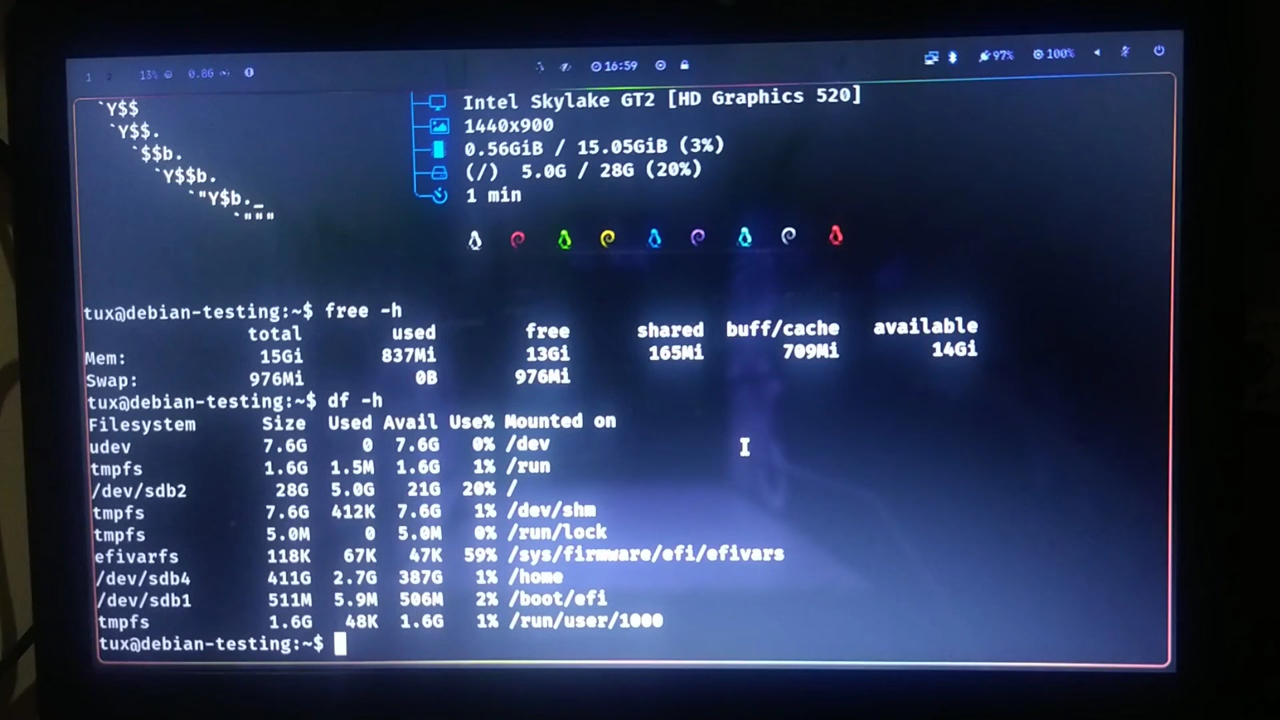 1 2 13% 0.8G 16:59 97% 100%
`Y$$ Intel Skylake GT2 [HD Graphics 520]
`Y$$. 1440x900
`$$b. 0.56GiB / 15.05GiB (3%)
`Y$$b. (/) 5.0G / 28G (20%)
`"Y$b._ 1 min
`"""
tux@debian-testing:~$ free -h
total used free shared buff/cache available
Mem: 15Gi 837Mi 13Gi 165Mi 709Mi 14Gi
Swap: 976Mi 0B 976Mi
tux@debian-testing:~$ df -h
Filesystem Size Used Avail Use% Mounted on
udev 7.6G 0 7.6G 0% /dev
tmpfs 1.6G 1.5M 1.6G 1% /run
/dev/sdb2 28G 5.0G 21G 20% /
tmpfs 7.6G 412K 7.6G 1% /dev/shm
tmpfs 5.0M 0 5.0M 0% /run/lock
efivarfs 118K 67K 47K 59% /sys/firmware/efi/efivars
/dev/sdb4 411G 2.7G 387G 1% /home
/dev/sdb1 511M 5.9M 506M 2% /boot/efi
tmpfs 1.6G 48K 1.6G 1% /run/user/1000
tux@debian-testing:~$